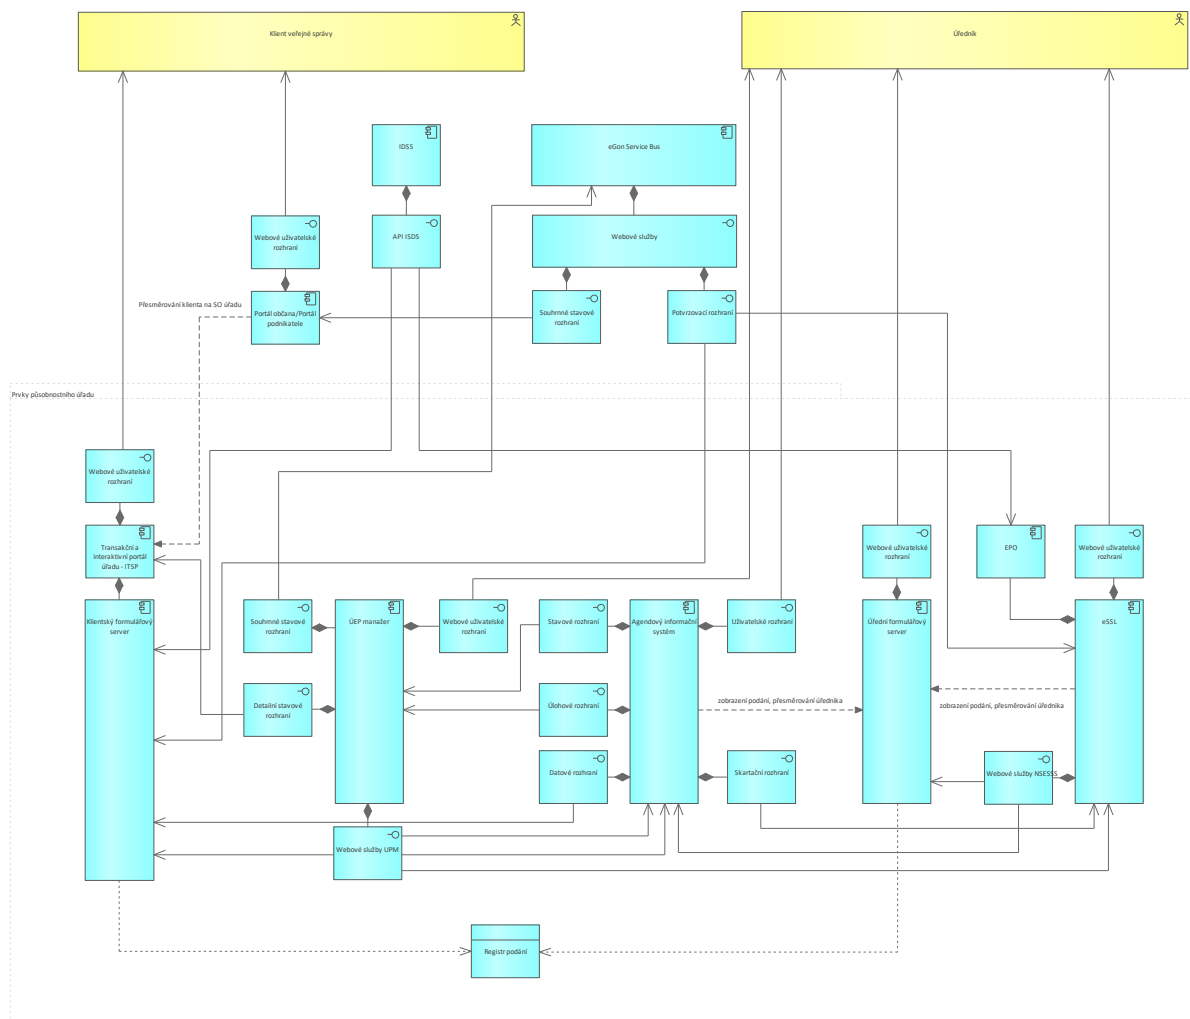 Klient veřejné správy
Úředník
IDSS
eGon Service Bus
Webové uživatelské
rozhraní
API ISDS
Webové služby
Přesměrování klienta na SO úřadu
Portál občana/Portál
podnikatele
Souhrnné stavové
rozhraní
Potvrzovací rozhraní
Prvky působnostního úřadu
Webové uživatelské
rozhraní
Transakční a
interaktivní portál
úřadu - ITSP
Webové uživatelské
rozhraní
EPO
Webové uživatelské
rozhraní
Klientský formulářový
server
Souhrnné stavové
rozhraní
ÚEP manažer
Webové uživatelské
rozhraní
Stavové rozhraní
Agendový informační
systém
Uživatelské rozhraní
Úřední formulářový
server
eSSL
Detailní stavové
rozhraní
Úlohové rozhraní
zobrazení podání, přesměrování úředníka
zobrazení podání, přesměrování úředníka
Datové rozhraní
Skartační rozhraní
Webové služby NSESSS
Webové služby UPM
Registr podání